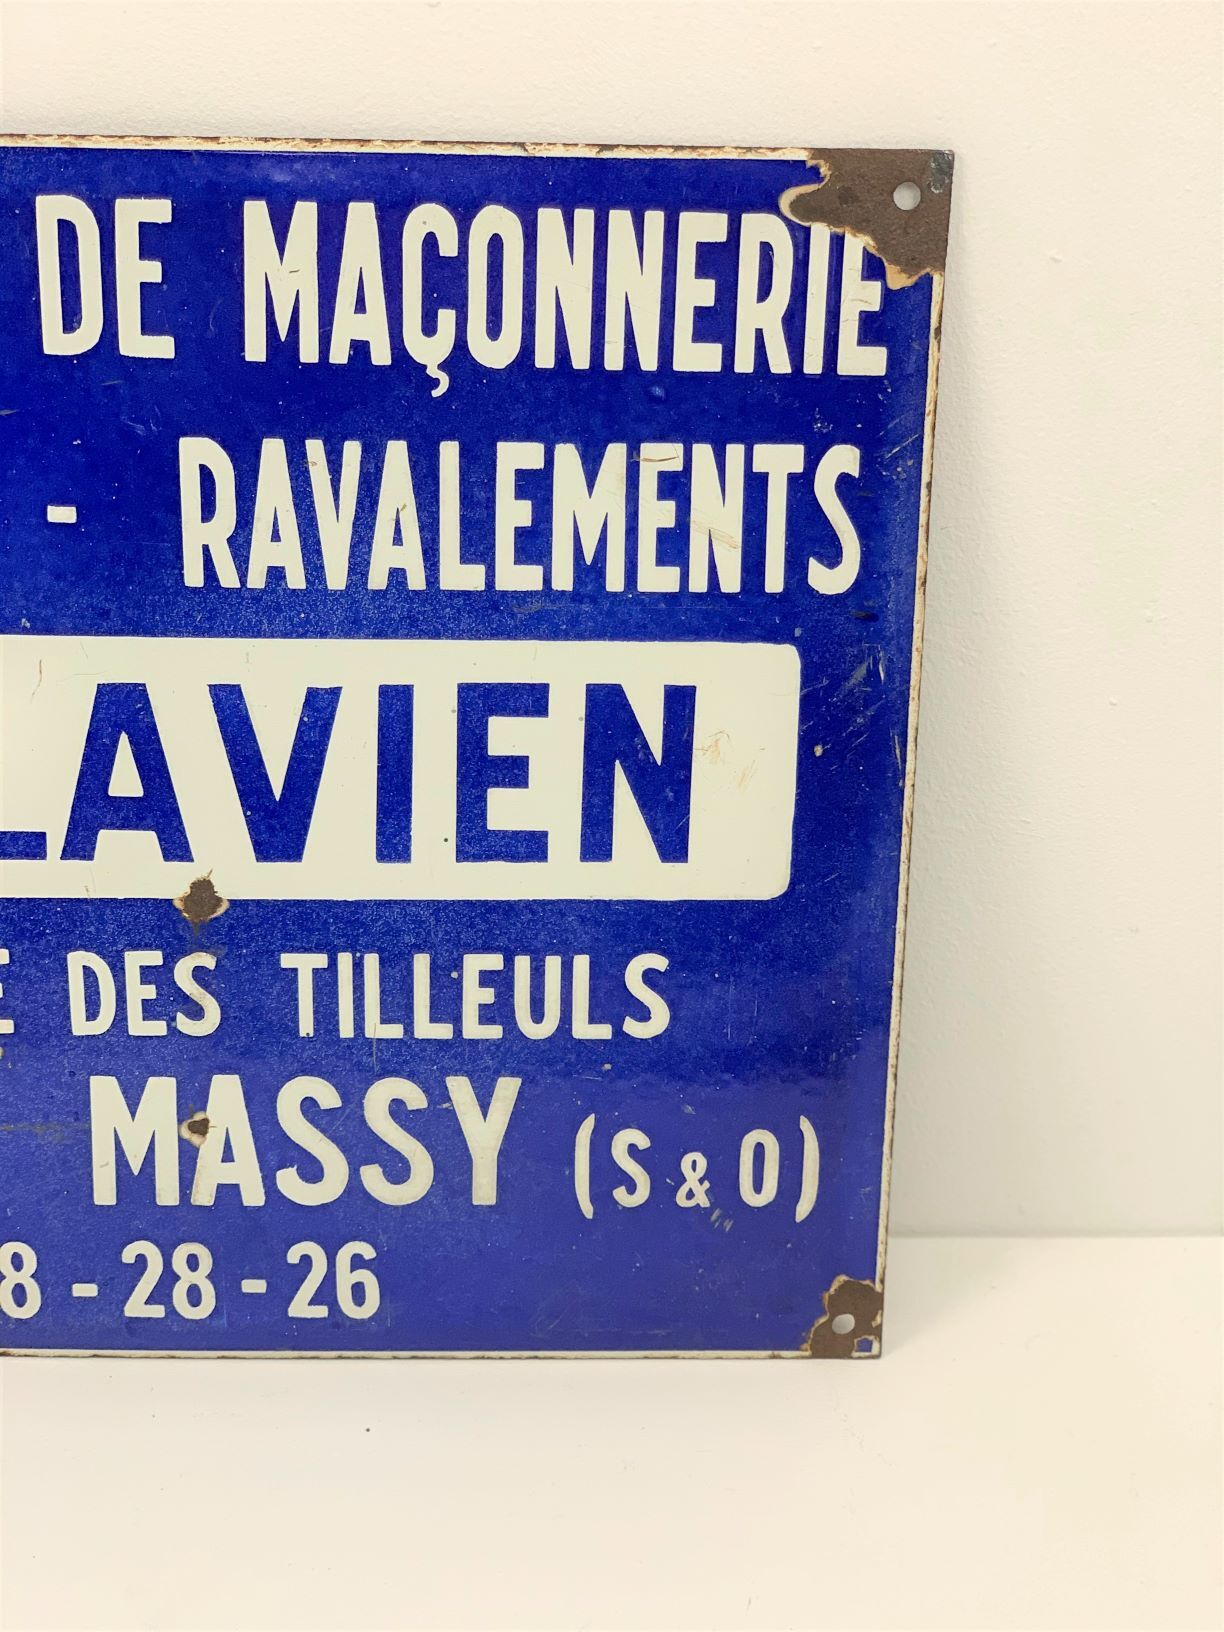 DE MAÇONNERIE
- RAVALEMENTS
LAVIEN
E DES TILLEULS
MASSY (S & O)
8 - 28 - 26